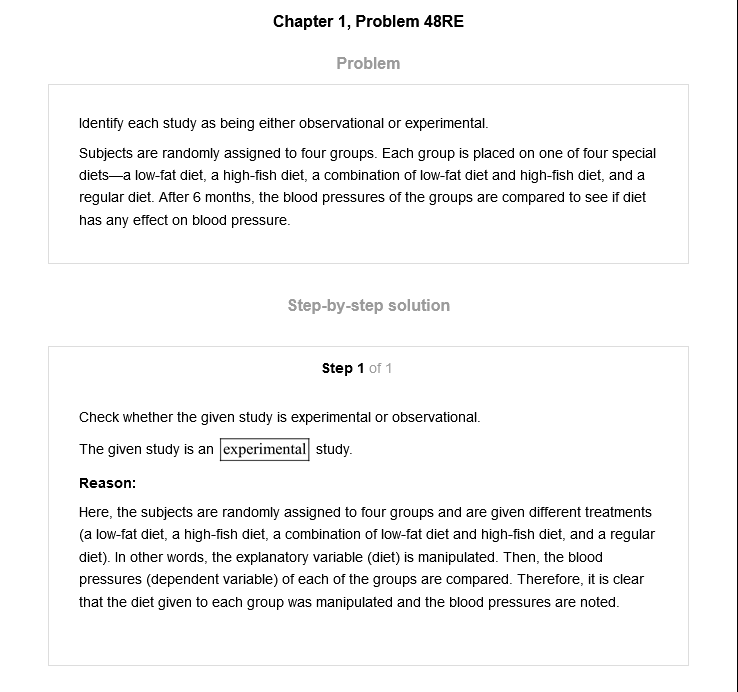 Chapter 1, Problem 48RE
Problem
Identify each study as being either observational or experimental.
Subjects are randomly assigned to four groups. Each group is placed on one of four special
diets—a low-fat diet, a high-fish diet, a combination of low-fat diet and high-fish diet, and a
regular diet. After 6 months, the blood pressures of the groups are compared to see if diet
has any effect on blood pressure.
Step-by-step solution
Step 1 of 1
Check whether the given study is experimental or observational.
The given study is an experimental study.
Reason:
Here, the subjects are randomly assigned to four groups and are given different treatments
(a low-fat diet, a high-fish diet, a combination of low-fat diet and high-fish diet, and a regular
diet). In other words, the explanatory variable (diet) is manipulated. Then, the blood
pressures (dependent variable) of each of the groups are compared. Therefore, it is clear
that the diet given to each group was manipulated and the blood pressures are noted.